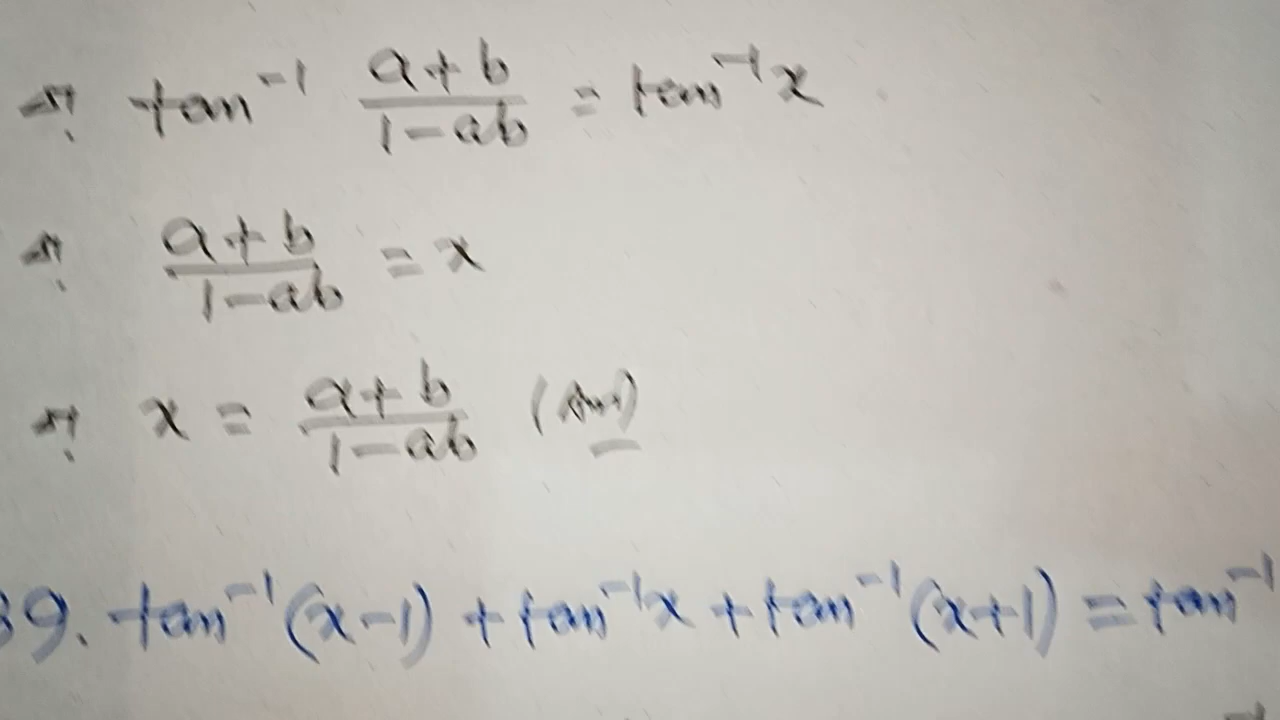 বা, tan⁻¹ a+b/1-ab = tan⁻¹ x
বা, a+b/1-ab = x
বা, x = a+b/1-ab (Ans)
39. tan⁻¹(x-1) + tan⁻¹x + tan⁻¹(x+1) = tan⁻¹